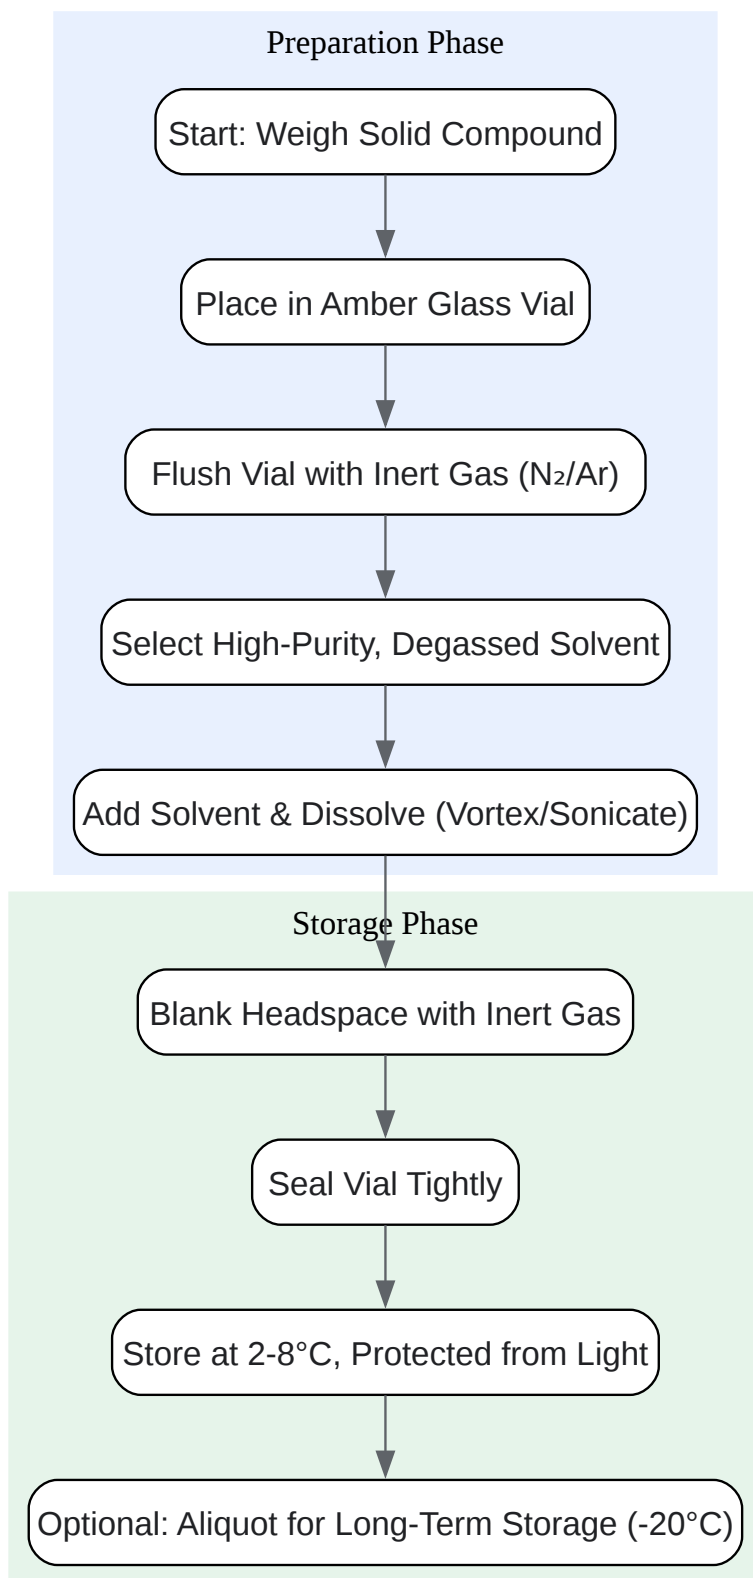 Preparation Phase
Start: Weigh Solid Compound
Place in Amber Glass Vial
Flush Vial with Inert Gas (N₂/Ar)
Select High-Purity, Degassed Solvent
Add Solvent & Dissolve (Vortex/Sonicate)
Storage Phase
Blank Headspace with Inert Gas
Seal Vial Tightly
Store at 2-8°C, Protected from Light
Optional: Aliquot for Long-Term Storage (-20°C)